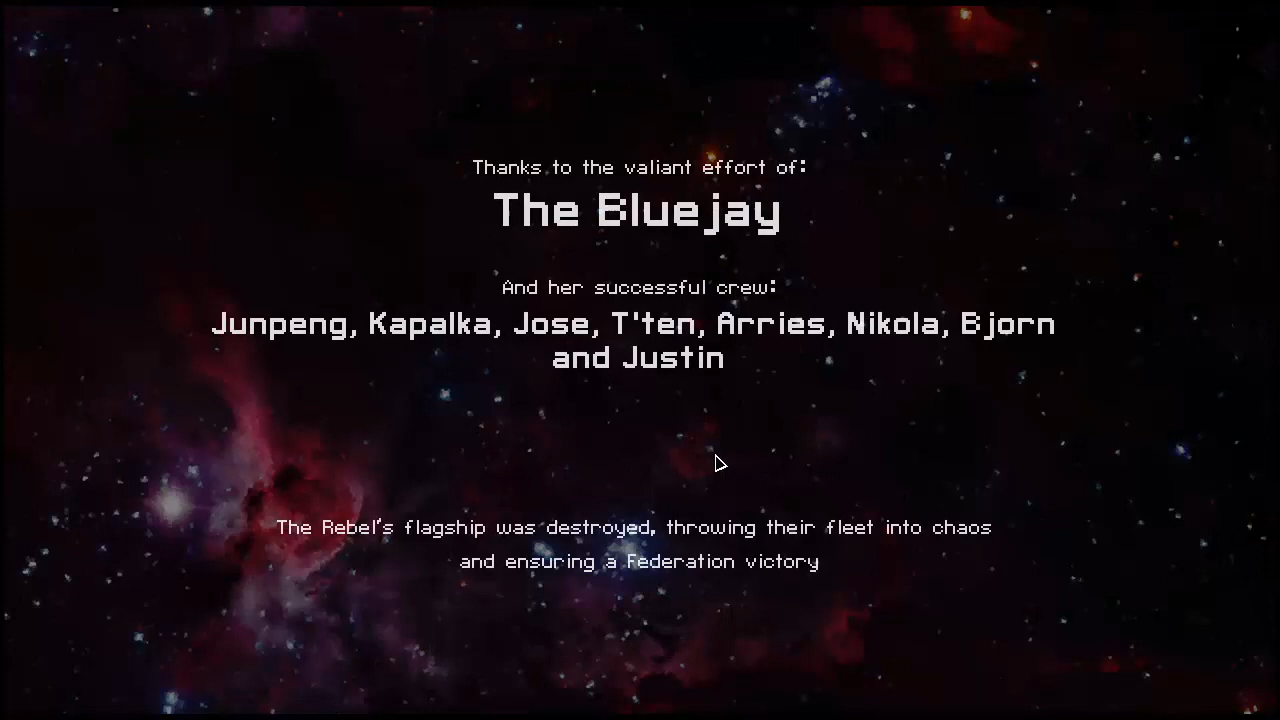 Thanks to the valiant effort of:
The Bluejay
And her successful crew:
Junpeng, Kapalka, Jose, T'ten, Arries, Nikola, Bjorn
and Justin
The Rebel's flagship was destroyed, throwing their fleet into chaos
and ensuring a Federation victory